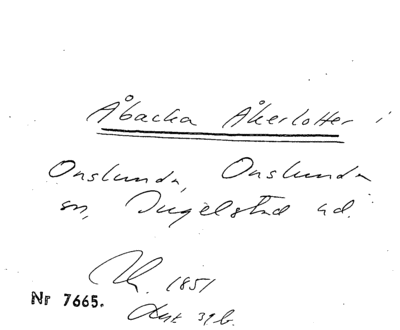 Åbacka Åkerlotter i
Onslunda, Onslunda
sn, Ingelstad hd.
1851
Nr 7665.